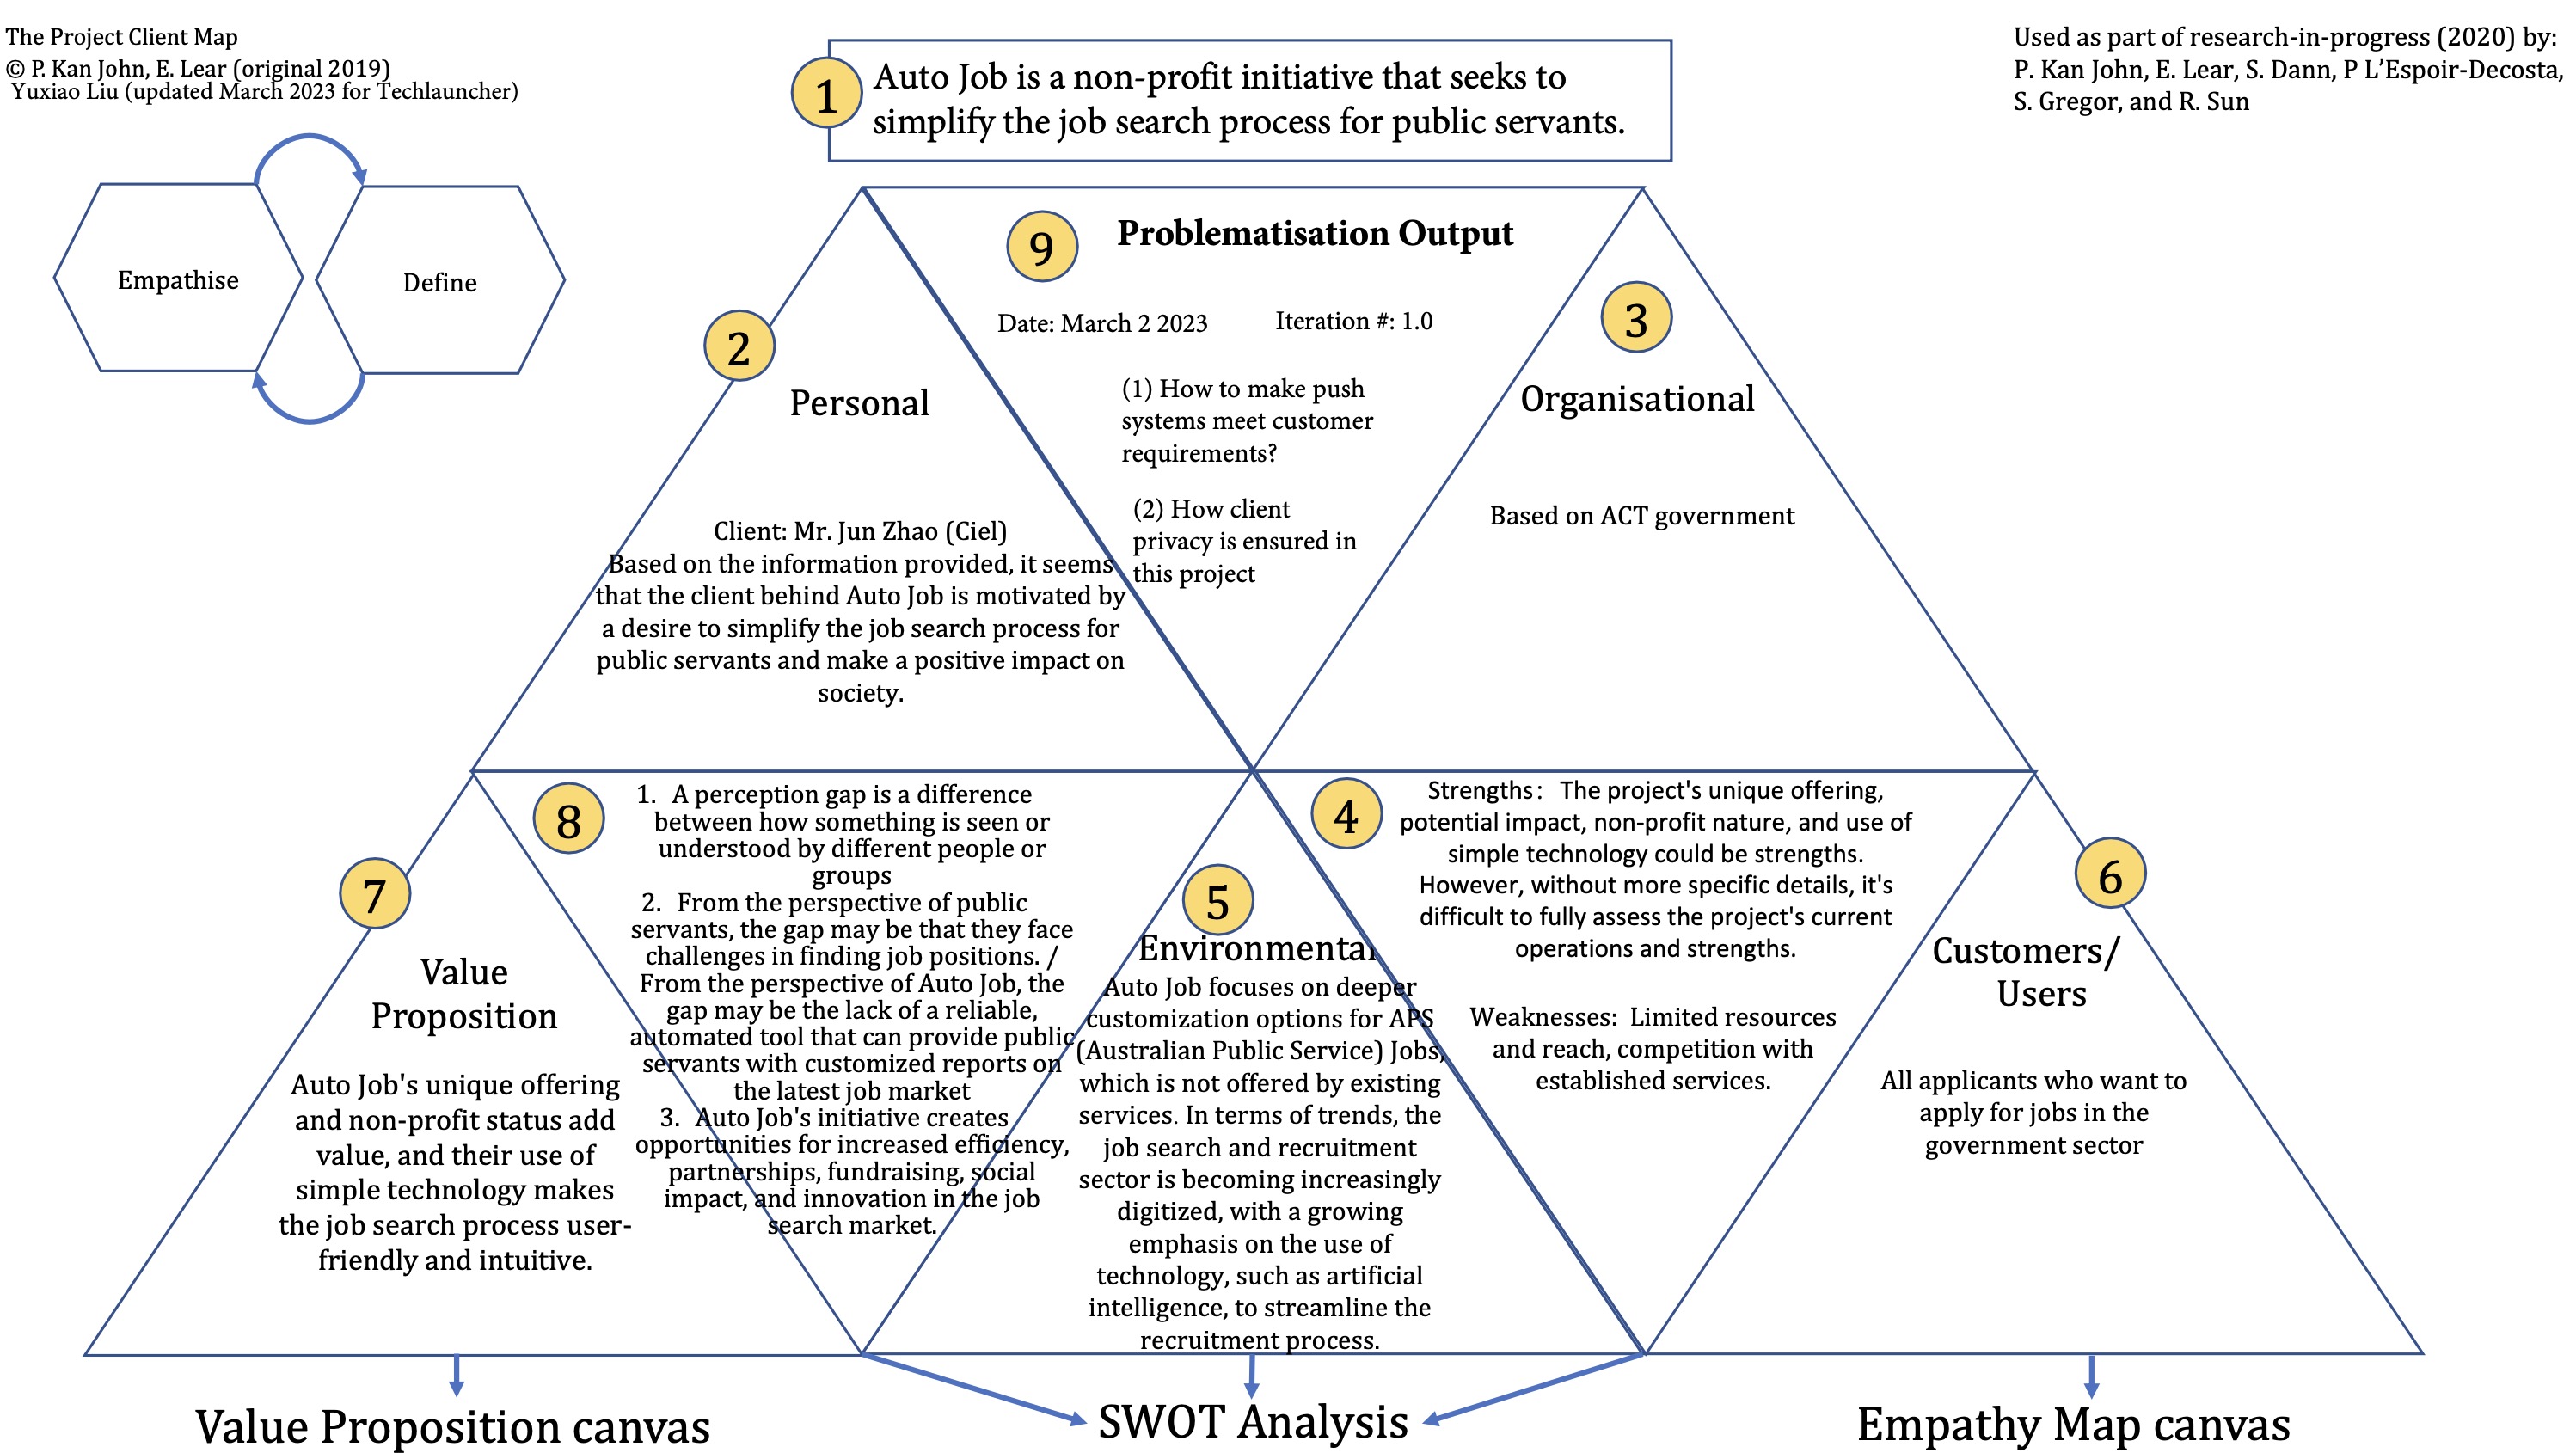 The Project Client Map
© P. Kan John, E. Lear (original 2019)
Yuxiao Liu (updated March 2023 for Techlauncher)
Used as part of research-in-progress (2020) by:
P. Kan John, E. Lear, S. Dann, P L’Espoir-Decosta,
S. Gregor, and R. Sun
1
Auto Job is a non-profit initiative that seeks to
simplify the job search process for public servants.
Empathise
Define
9
Problematisation Output
Date: March 2 2023
Iteration #: 1.0
(1) How to make push
systems meet customer
requirements?
(2) How client
privacy is ensured in
this project
2
Personal
Client: Mr. Jun Zhao (Ciel)
Based on the information provided, it seems
that the client behind Auto Job is motivated by
a desire to simplify the job search process for
public servants and make a positive impact on
society.
3
Organisational
Based on ACT government
7
Value
Proposition
Auto Job's unique offering
and non-profit status add
value, and their use of
simple technology makes
the job search process user-
friendly and intuitive.
8
1. A perception gap is a difference
between how something is seen or
understood by different people or
groups
2. From the perspective of public
servants, the gap may be that they face
challenges in finding job positions. /
From the perspective of Auto Job, the
gap may be the lack of a reliable,
automated tool that can provide public
servants with customized reports on
the latest job market
3. Auto Job's initiative creates
opportunities for increased efficiency,
partnerships, fundraising, social
impact, and innovation in the job
search market.
5
Environmental
Auto Job focuses on deeper
customization options for APS
(Australian Public Service) Jobs,
which is not offered by existing
services. In terms of trends, the
job search and recruitment
sector is becoming increasingly
digitized, with a growing
emphasis on the use of
technology, such as artificial
intelligence, to streamline the
recruitment process.
4
Strengths: The project's unique offering,
potential impact, non-profit nature, and use of
simple technology could be strengths.
However, without more specific details, it's
difficult to fully assess the project's current
operations and strengths.
Weaknesses: Limited resources
and reach, competition with
established services.
6
Customers/
Users
All applicants who want to
apply for jobs in the
government sector
Value Proposition canvas
SWOT Analysis
Empathy Map canvas